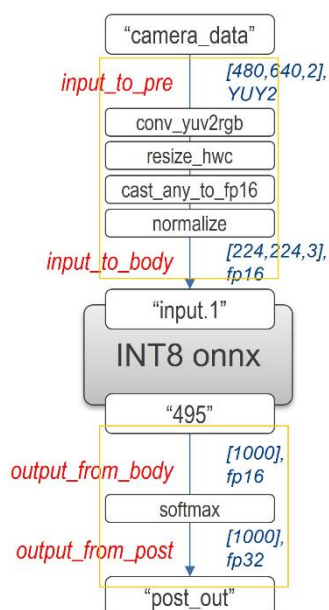 “camera_data”
input_to_pre
[480,640,2],
YUY2
conv_yuv2rgb
resize_hwc
cast_any_to_fp16
normalize
input_to_body
[224,224,3],
fp16
“input.1”
INT8 onnx
“495”
output_from_body
[1000],
fp16
softmax
output_from_post
[1000],
fp32
“post_out”